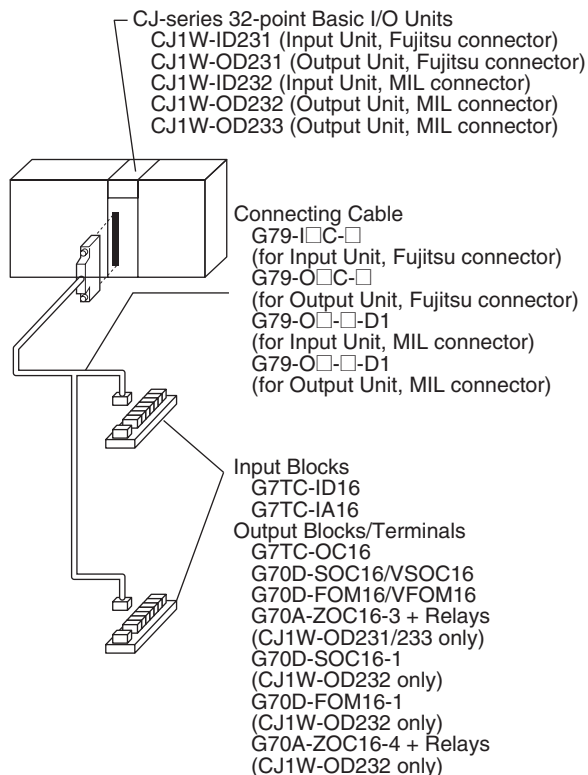 CJ-series 32-point Basic I/O Units
CJ1W-ID231 (Input Unit, Fujitsu connector)
CJ1W-OD231 (Output Unit, Fujitsu connector)
CJ1W-ID232 (Input Unit, MIL connector)
CJ1W-OD232 (Output Unit, MIL connector)
CJ1W-OD233 (Output Unit, MIL connector)
Connecting Cable
G79-I□C-□
(for Input Unit, Fujitsu connector)
G79-O□C-□
(for Output Unit, Fujitsu connector)
G79-O□-□-D1
(for Input Unit, MIL connector)
G79-O□-□-D1
(for Output Unit, MIL connector)
Input Blocks
G7TC-ID16
G7TC-IA16
Output Blocks/Terminals
G7TC-OC16
G70D-SOC16/VSOC16
G70D-FOM16/VFOM16
G70A-ZOC16-3 + Relays
(CJ1W-OD231/233 only)
G70D-SOC16-1
(CJ1W-OD232 only)
G70D-FOM16-1
(CJ1W-OD232 only)
G70A-ZOC16-4 + Relays
(CJ1W-OD232 only)